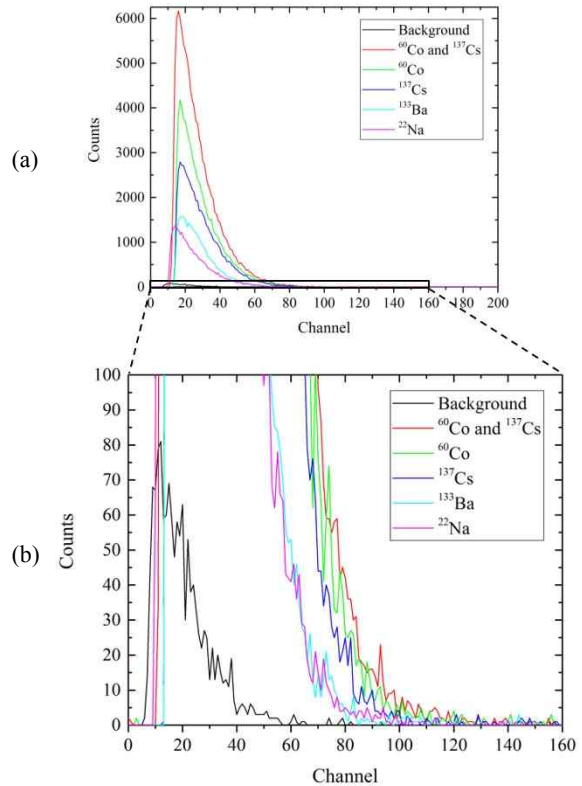 (a)
Counts
6000
5000
4000
3000
2000
1000
0
0 20 40 60 80 100 120 140 160 180 200
Channel
Background
⁶⁰Co and ¹³⁷Cs
⁶⁰Co
¹³⁷Cs
¹³³Ba
²²Na
(b)
Counts
100
90
80
70
60
50
40
30
20
10
0
0 20 40 60 80 100 120 140 160
Channel
Background
⁶⁰Co and ¹³⁷Cs
⁶⁰Co
¹³⁷Cs
¹³³Ba
²²Na